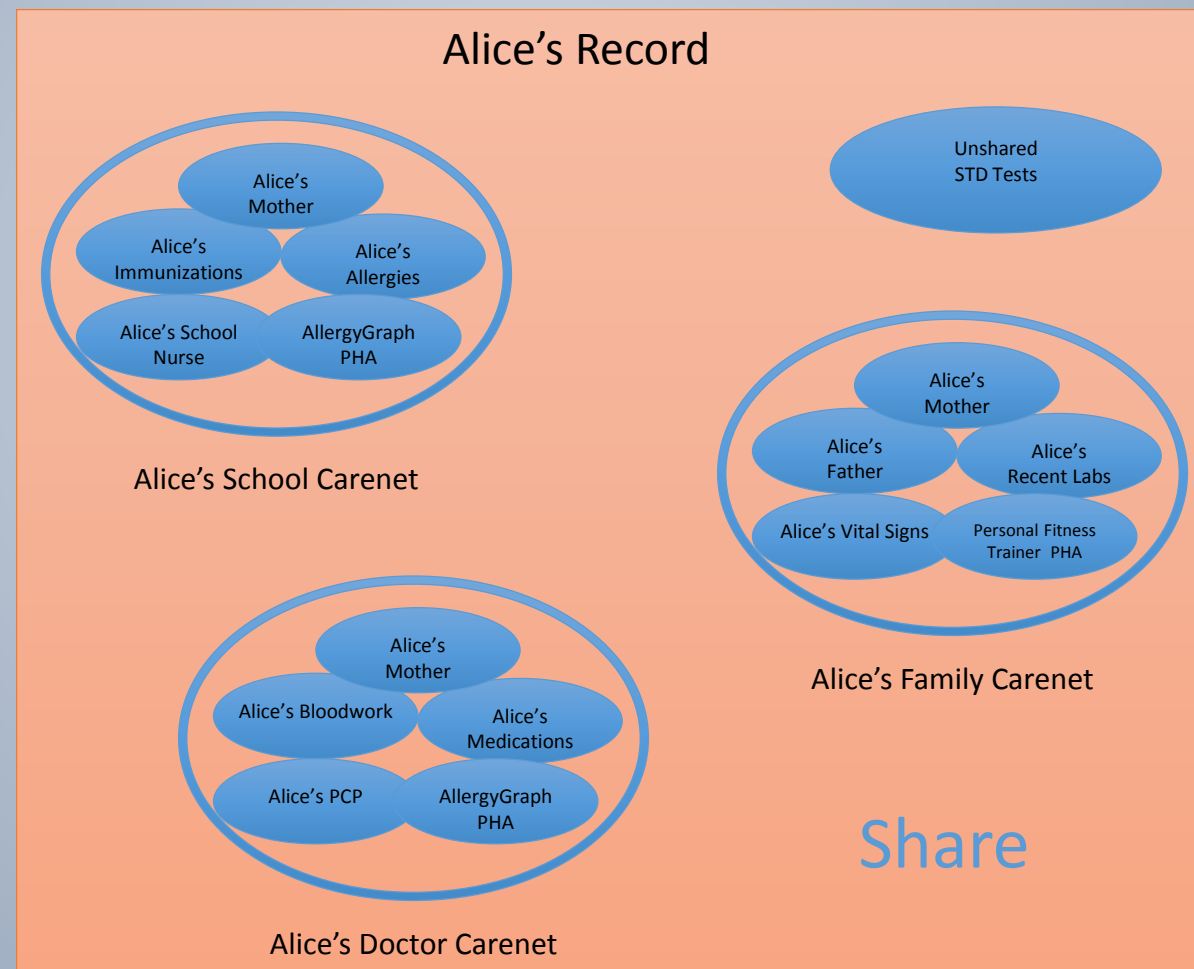 Alice’s Record
Alice’s
Mother
Alice’s
Immunizations
Alice’s
Allergies
Alice’s School
Nurse
AllergyGraph
PHA
Alice’s School Carenet
Unshared
STD Tests
Alice’s
Mother
Alice’s
Father
Alice’s
Recent Labs
Alice’s Vital Signs
Personal Fitness
Trainer PHA
Alice’s Family Carenet
Alice’s
Mother
Alice’s Bloodwork
Alice’s
Medications
Alice’s PCP
AllergyGraph
PHA
Alice’s Doctor Carenet
Share